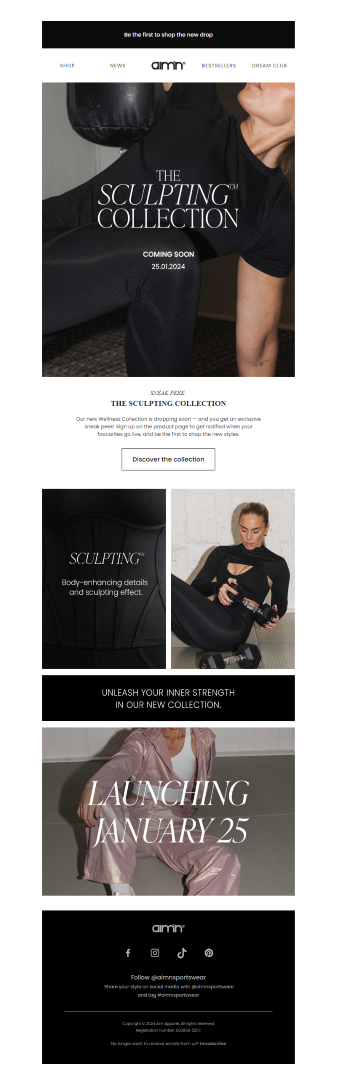 Be the first to shop the new drop
SHOP NEWS aim'n® BESTSELLERS DREAM CLUB
THE
SCULPTING™
COLLECTION
COMING SOON
25.01.2024
SNEAK PEEK:
THE SCULPTING COLLECTION
Our new Wellness Collection is dropping soon — and you get an exclusive
sneak peek! Sign up on the product page to get notified when your
favourites go live, and be the first to shop the new styles.
Discover the collection
SCULPTING™
Body-enhancing details
and sculpting effect.
UNLEASH YOUR INNER STRENGTH
IN OUR NEW COLLECTION.
LAUNCHING
JANUARY 25
aim'n®
Follow @aimnsportswear
Share your style on social media with @aimnsportswear
and tag #aimnsportswear
Copyright © 2024 Aim Apparel. All rights reserved.
Registration number:
No longer want to receive emails from us? Unsubscribe